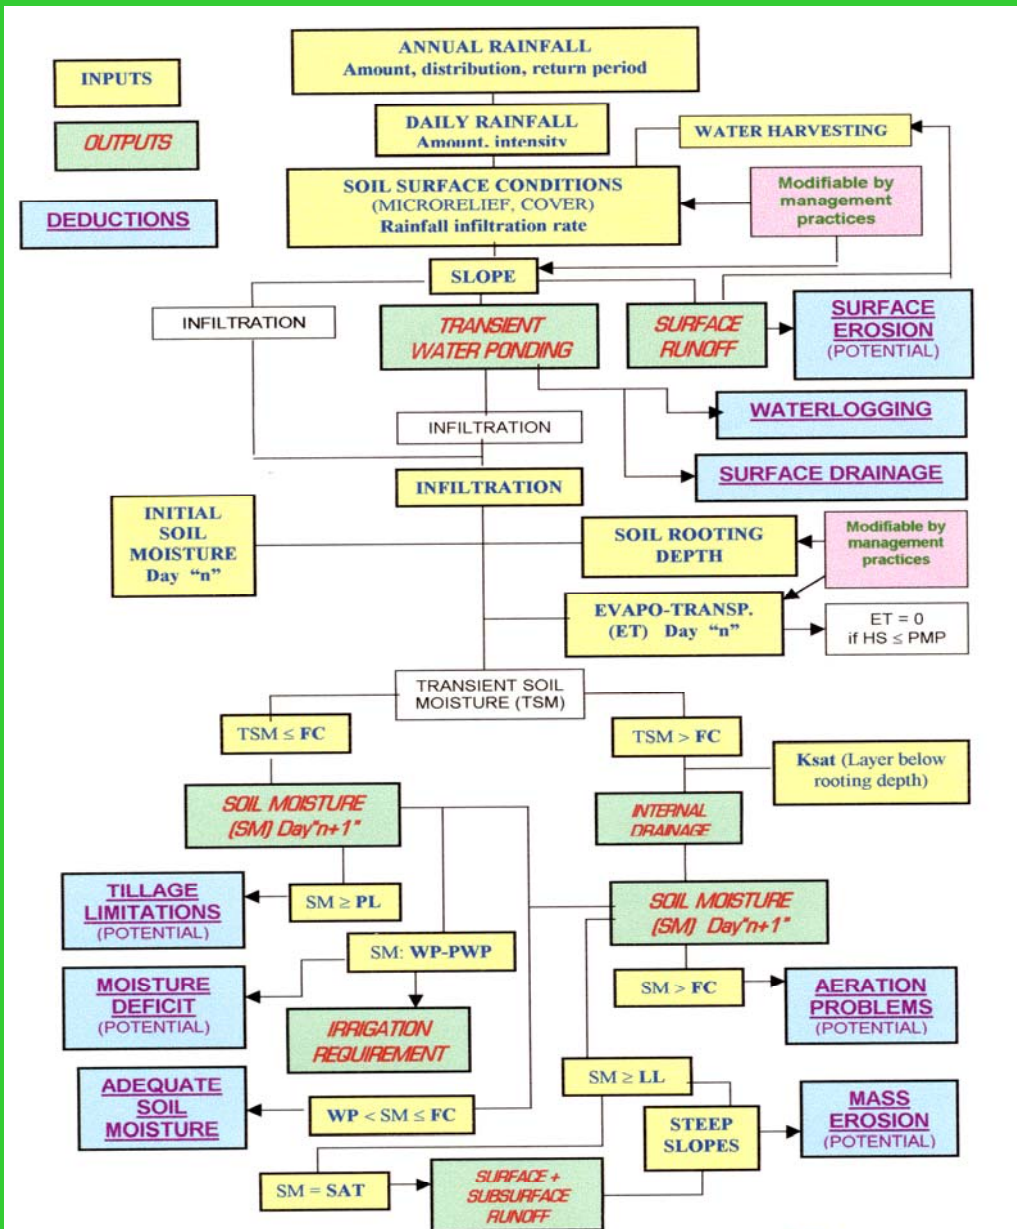 ANNUAL RAINFALL
Amount, distribution, return period
INPUTS
DAILY RAINFALL
Amount, intensity
OUTPUTS
WATER HARVESTING
SOIL SURFACE CONDITIONS
(MICRORELIEF, COVER)
Rainfall infiltration rate
Modifiable by
management
practices
DEDUCTIONS
SLOPE
INFILTRATION
TRANSIENT
WATER PONDING
SURFACE
RUNOFF
SURFACE
EROSION
(POTENTIAL)
WATERLOGGING
INFILTRATION
SURFACE DRAINAGE
INFILTRATION
INITIAL
SOIL
MOISTURE
Day “n”
SOIL ROOTING
DEPTH
Modifiable by
management
practices
EVAPO-TRANSP.
(ET) Day “n”
ET = 0
if HS ≤ PMP
TRANSIENT SOIL
MOISTURE (TSM)
TSM ≤ FC
TSM > FC
Ksat (Layer below
rooting depth)
SOIL MOISTURE
(SM) Day"n+1"
INTERNAL
DRAINAGE
TILLAGE
LIMITATIONS
(POTENTIAL)
SM ≥ PL
SOIL MOISTURE
(SM) Day"n+1"
SM: WP-PWP
MOISTURE
DEFICIT
(POTENTIAL)
SM > FC
AERATION
PROBLEMS
(POTENTIAL)
IRRIGATION
REQUIREMENT
SM ≥ LL
ADEQUATE
SOIL
MOISTURE
WP < SM ≤ FC
STEEP
SLOPES
MASS
EROSION
(POTENTIAL)
SM = SAT
SURFACE +
SUBSURFACE
RUNOFF